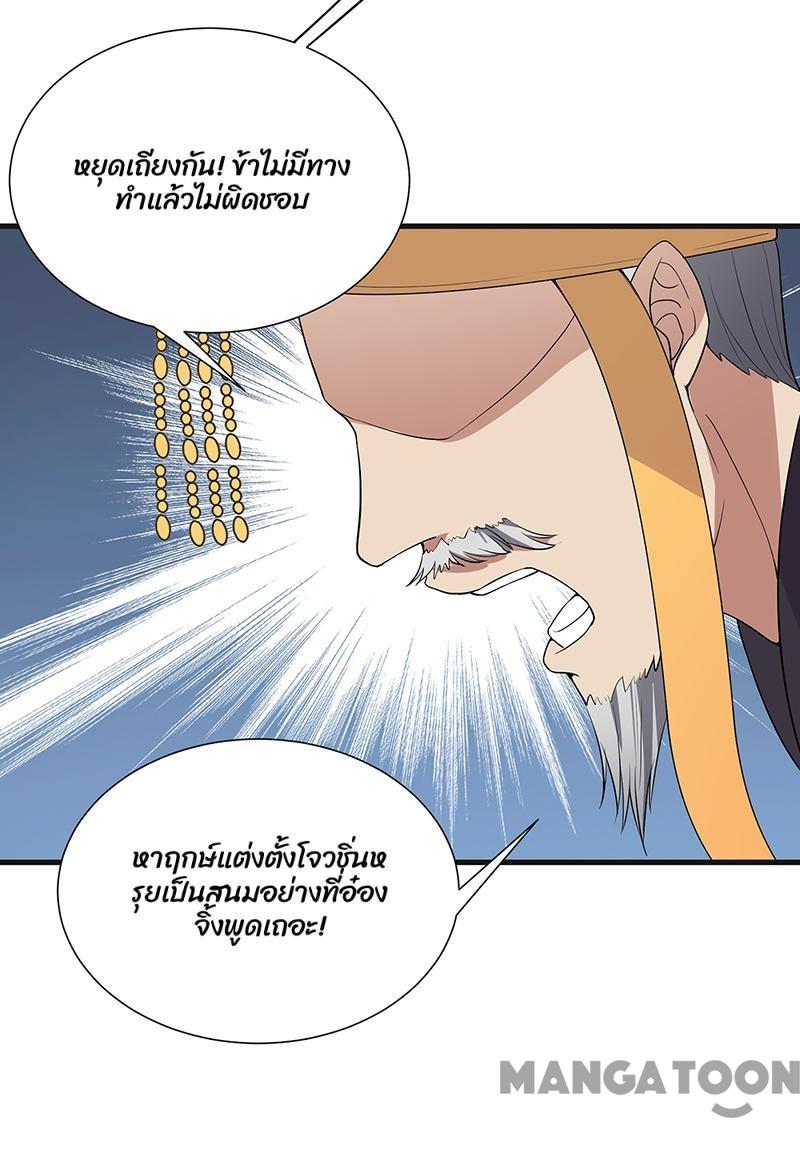 หยุดเถียงกัน! ข้าไม่มีทาง
ทำแล้วไม่ผิดชอบ
หาฤกษ์แต่งตั้งโจวชิ่นห
รุยเป็นสนมอย่างที่อ๋อง
จิ้งพูดเถอะ!
MANGATOON